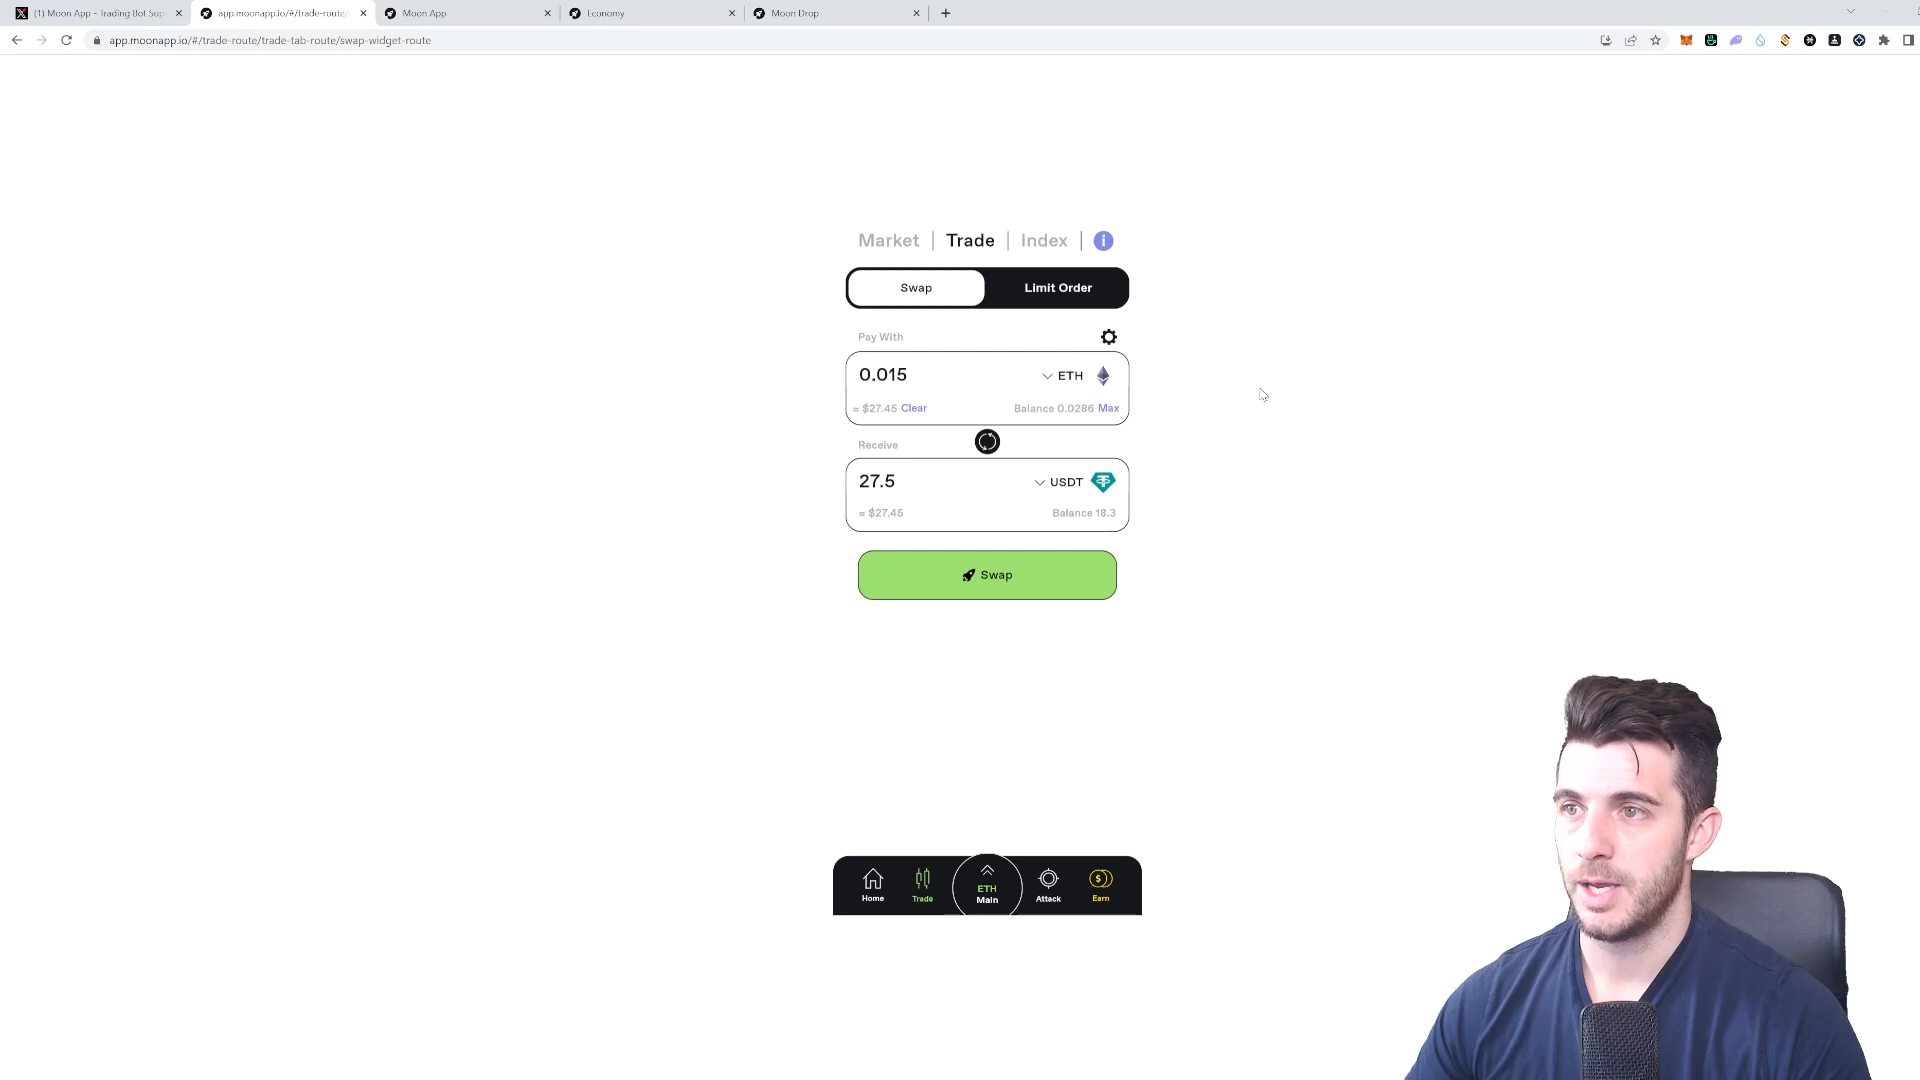 (1) Moon App - Trading Bot Sup
app.moonapp.io/#/trade-route/
Moon App
Economy
Moon Drop
app.moonapp.io/#/trade-route/trade-tab-route/swap-widget-route
Market | Trade | Index | i
Swap Limit Order
Pay With
0.015 ETH
= $27.45 Clear Balance 0.0286 Max
Receive
27.5 USDT
= $27.45 Balance 18.3
Swap
Home Trade ETH Main Attack Earn